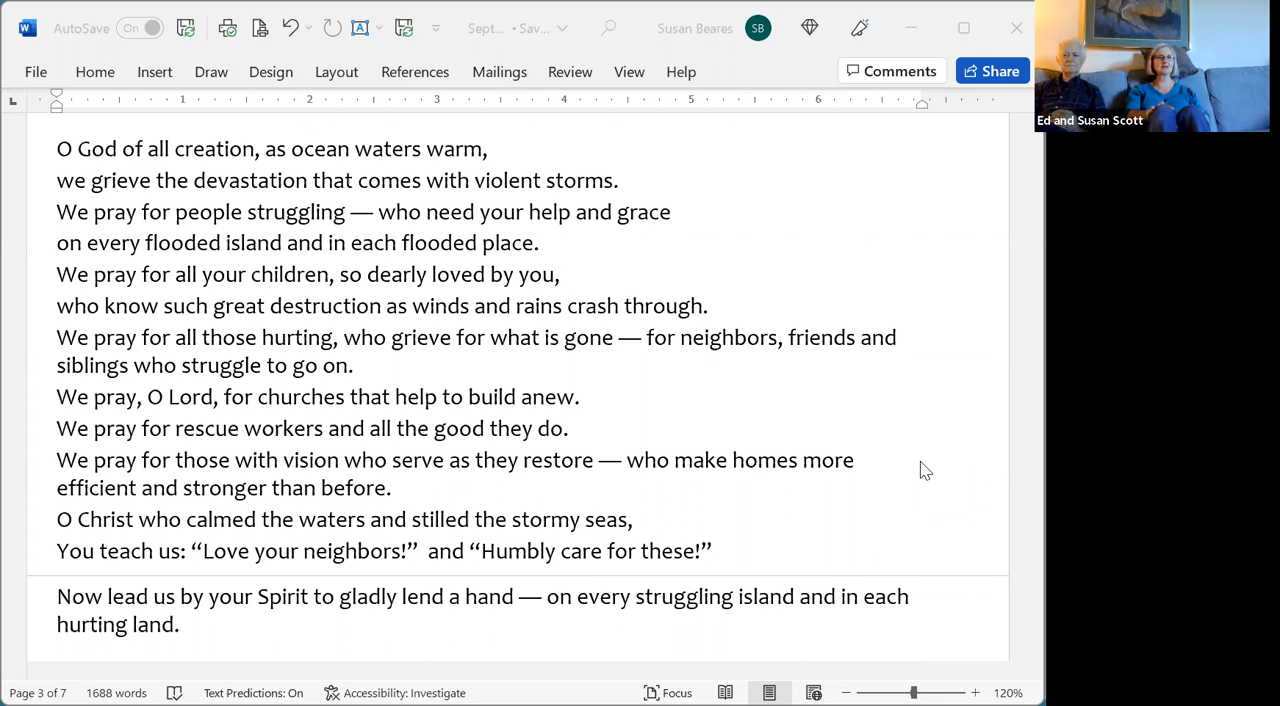 AutoSave On Sept... • Sav... Susan Beares SB
File Home Insert Draw Design Layout References Mailings Review View Help Comments Share
L 1 2 3 4 5 6
Ed and Susan Scott
O God of all creation, as ocean waters warm,
we grieve the devastation that comes with violent storms.
We pray for people struggling — who need your help and grace
on every flooded island and in each flooded place.
We pray for all your children, so dearly loved by you,
who know such great destruction as winds and rains crash through.
We pray for all those hurting, who grieve for what is gone — for neighbors, friends and
siblings who struggle to go on.
We pray, O Lord, for churches that help to build anew.
We pray for rescue workers and all the good they do.
We pray for those with vision who serve as they restore — who make homes more
efficient and stronger than before.
O Christ who calmed the waters and stilled the stormy seas,
You teach us: “Love your neighbors!”  and “Humbly care for these!”
Now lead us by your Spirit to gladly lend a hand — on every struggling island and in each
hurting land.
Page 3 of 7 1688 words Text Predictions: On Accessibility: Investigate Focus 120%